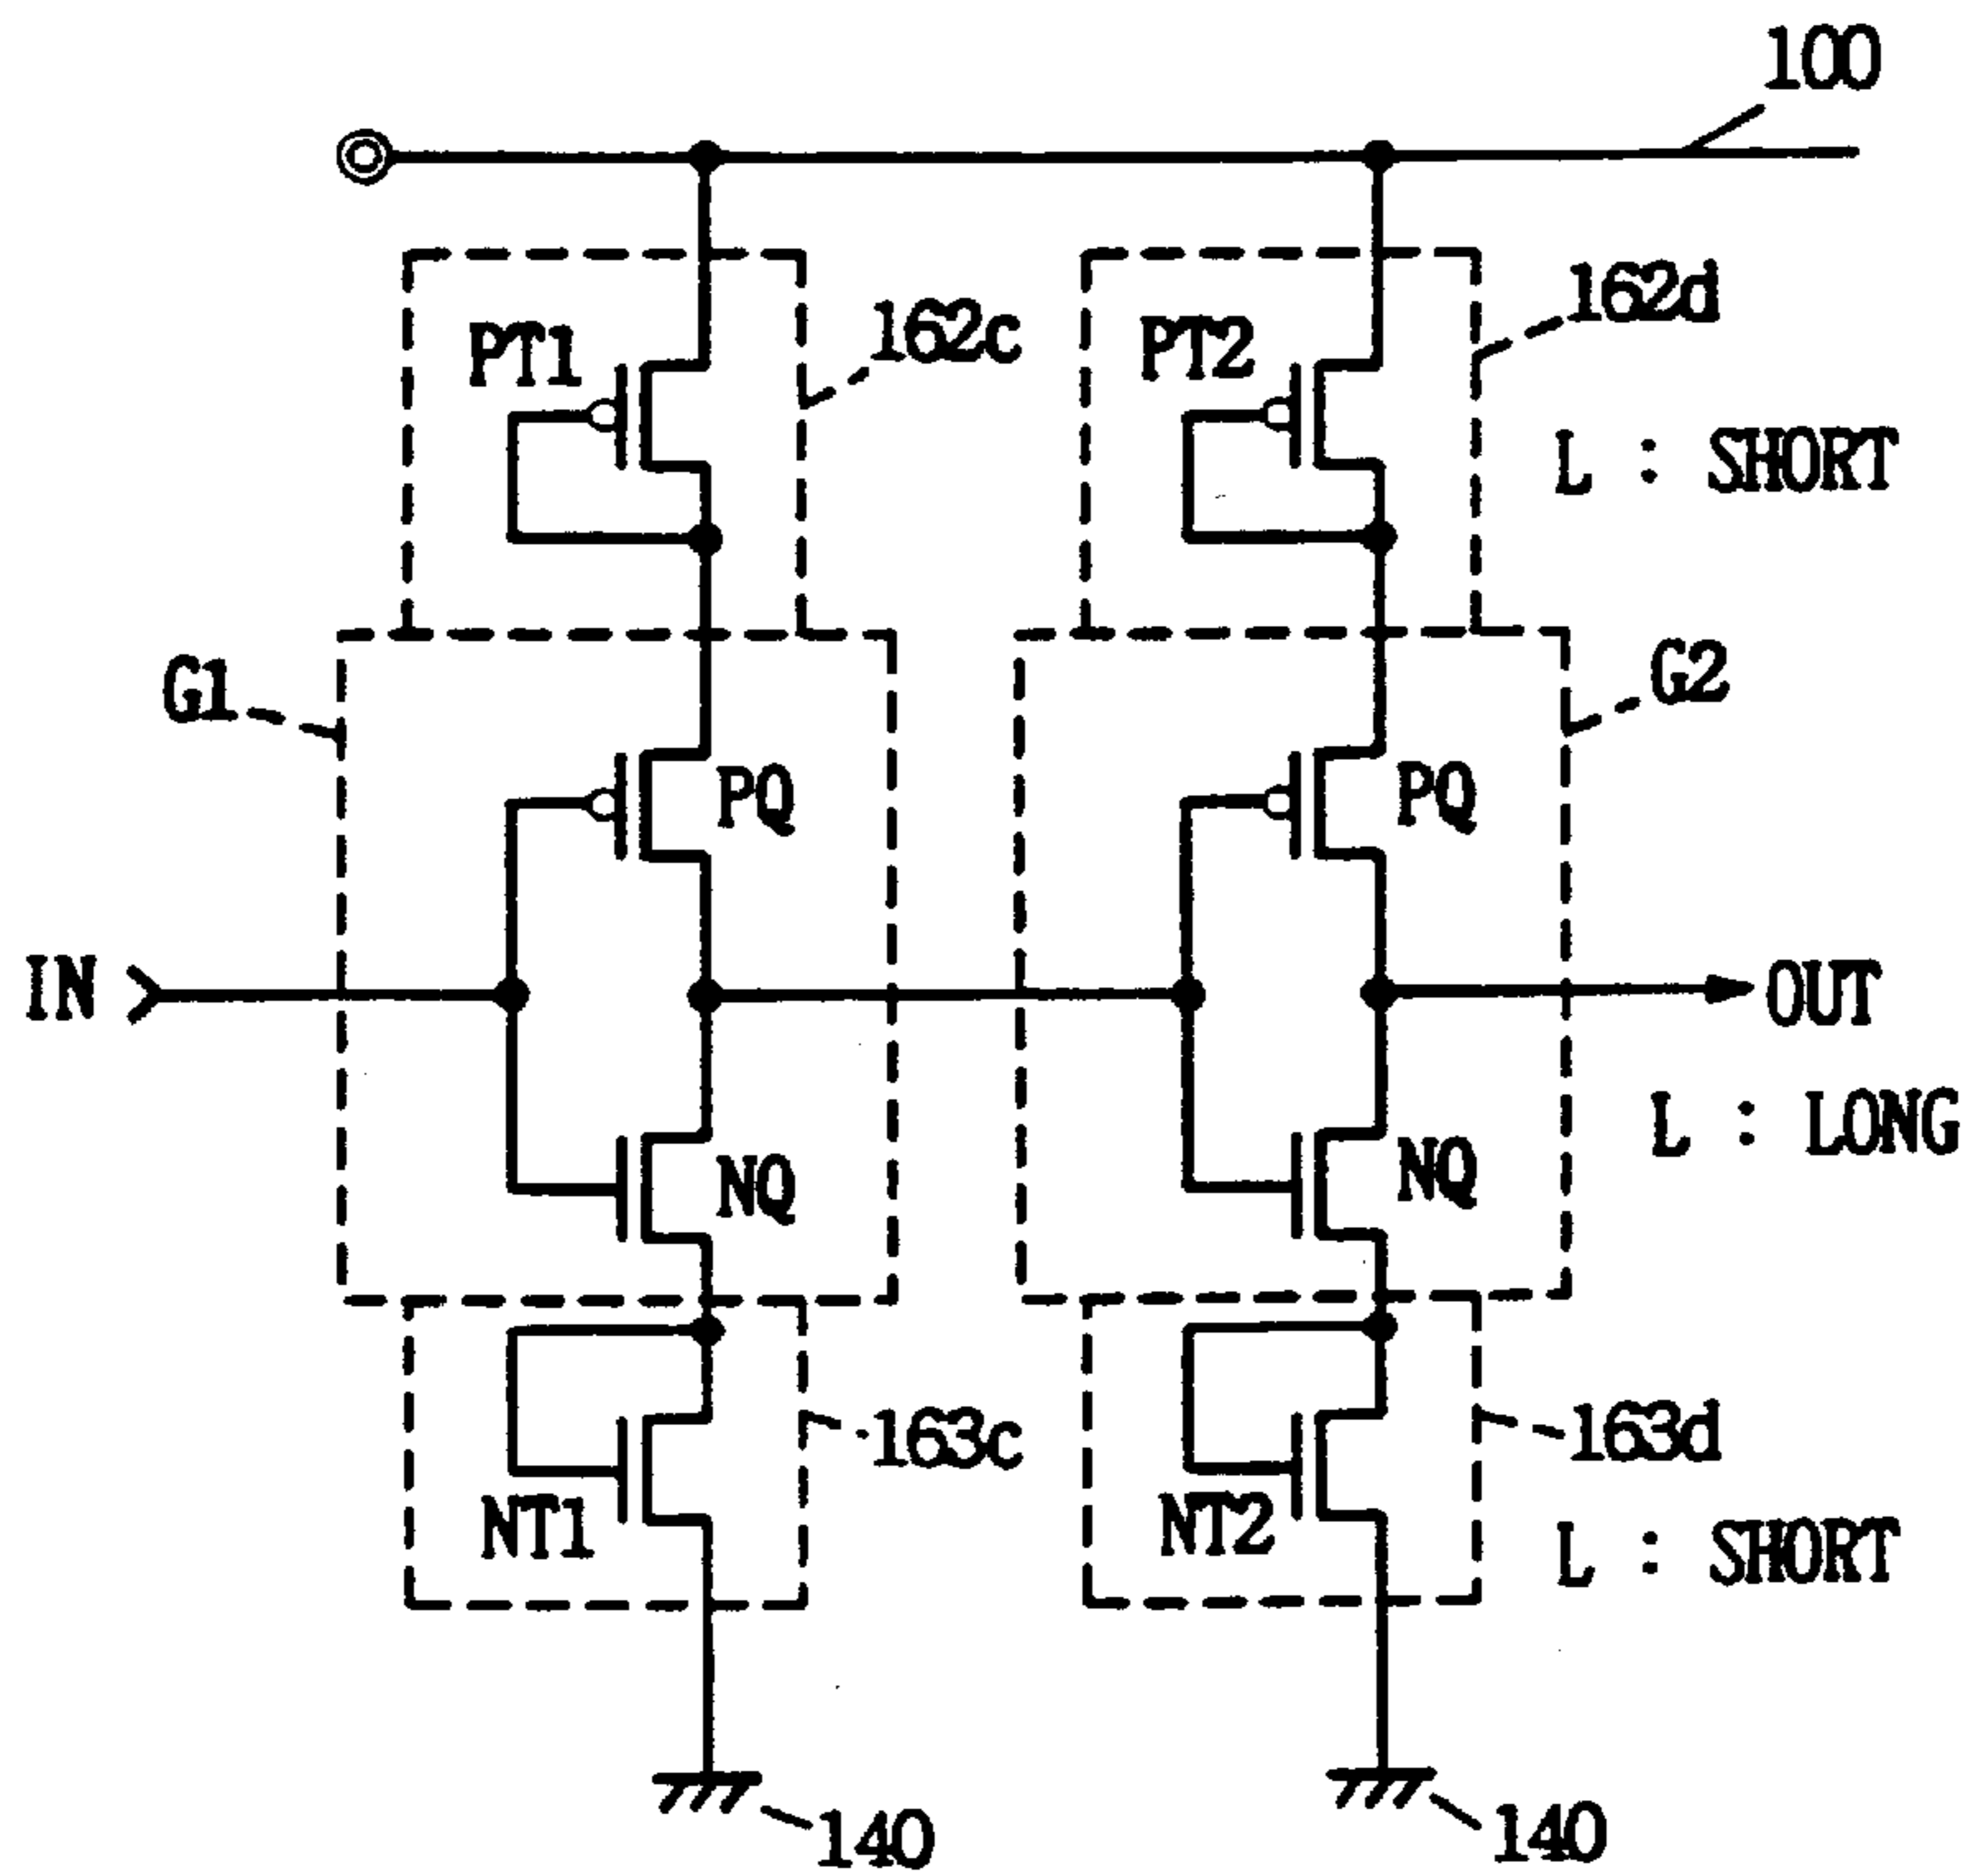 100
162c
162d
PT1
PT2
L : SHORT
G1
G2
PQ
PQ
IN
OUT
L : LONG
NQ
NQ
163c
163d
NT1
NT2
L : SHORT
140
140